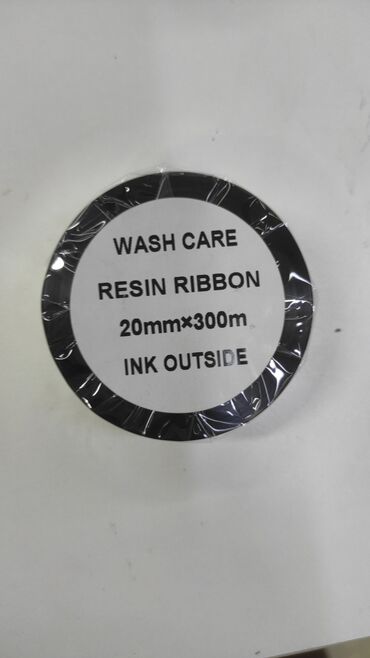 WASH CARE
RESIN RIBBON
20mm×300m
INK OUTSIDE